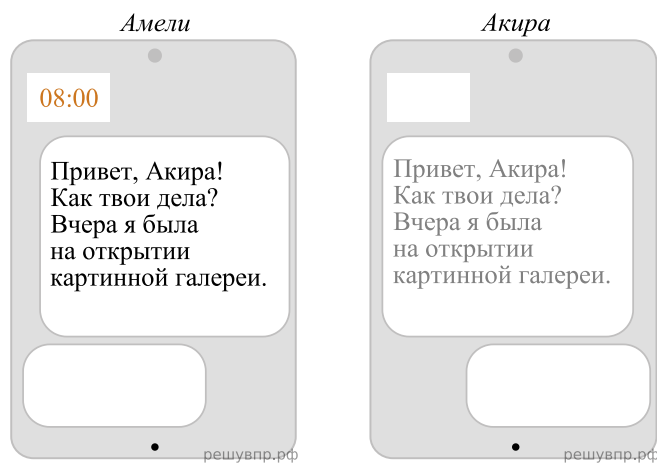 Амели
08:00
Привет, Акира!
Как твои дела?
Вчера я была
на открытии
картинной галереи.
решувпр.рф
Акира
Привет, Акира!
Как твои дела?
Вчера я была
на открытии
картинной галереи.
решувпр.рф